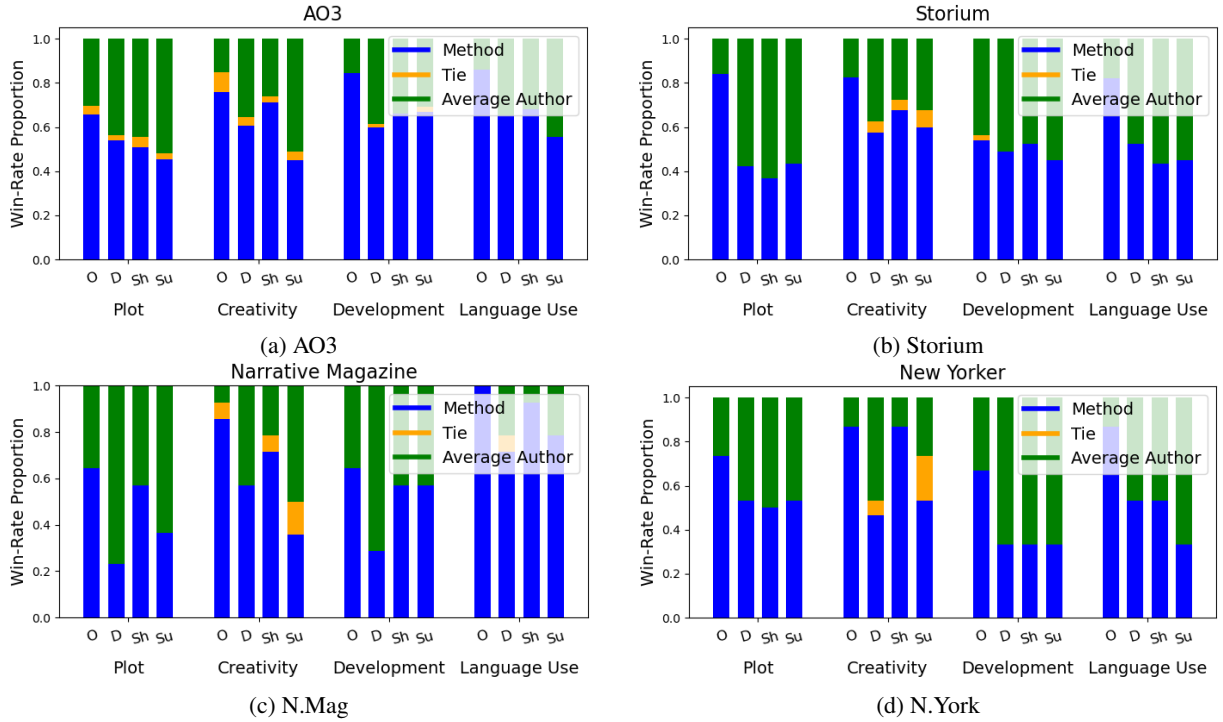 AO3
Win-Rate Proportion
1.0
0.8
0.6
0.4
0.2
0.0
Method
Tie
Average Author
O D Sh Su O D Sh Su O D Sh Su O D Sh Su
Plot Creativity Development Language Use
(a) AO3
Storium
Win-Rate Proportion
1.0
0.8
0.6
0.4
0.2
0.0
Method
Tie
Average Author
O D Sh Su O D Sh Su O D Sh Su O D Sh Su
Plot Creativity Development Language Use
(b) Storium
Narrative Magazine
Win-Rate Proportion
1.0
0.8
0.6
0.4
0.2
0.0
Method
Tie
Average Author
O D Sh Su O D Sh Su O D Sh Su O D Sh Su
Plot Creativity Development Language Use
(c) N.Mag
New Yorker
Win-Rate Proportion
1.0
0.8
0.6
0.4
0.2
0.0
Method
Tie
Average Author
O D Sh Su O D Sh Su O D Sh Su O D Sh Su
Plot Creativity Development Language Use
(d) N.York